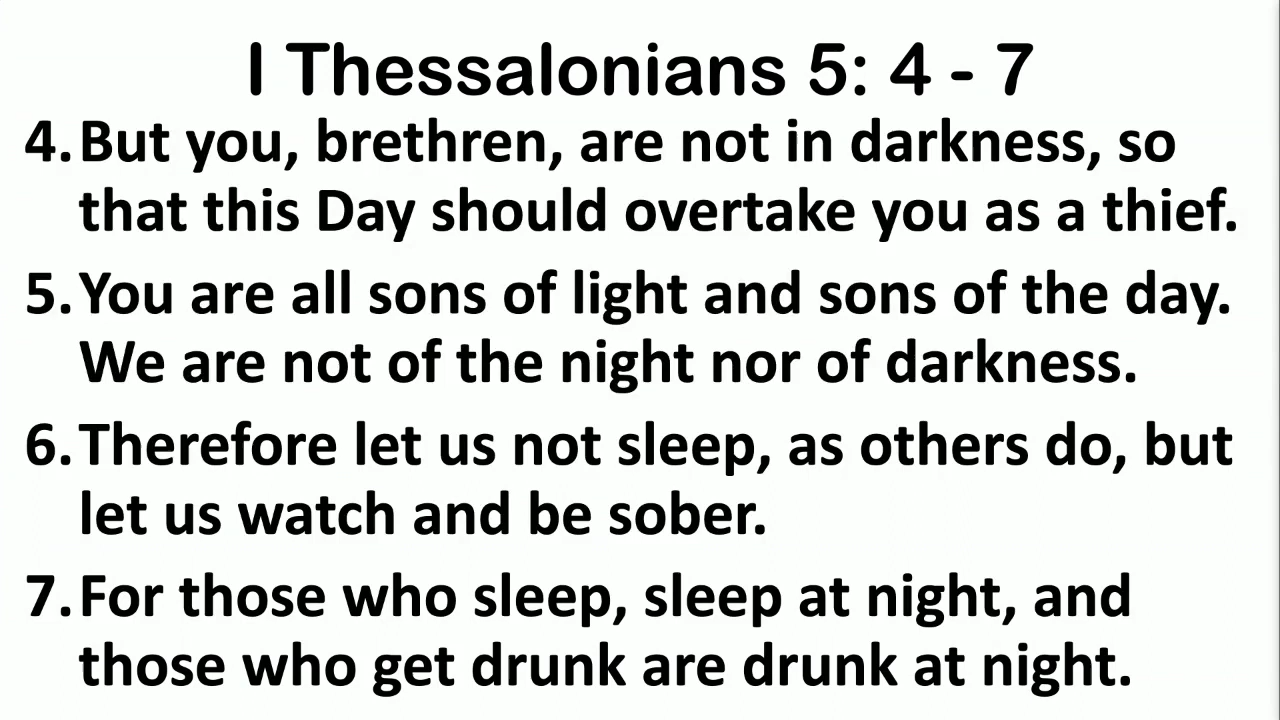 I Thessalonians 5: 4 - 7
4. But you, brethren, are not in darkness, so
that this Day should overtake you as a thief.
5. You are all sons of light and sons of the day.
We are not of the night nor of darkness.
6. Therefore let us not sleep, as others do, but
let us watch and be sober.
7. For those who sleep, sleep at night, and
those who get drunk are drunk at night.